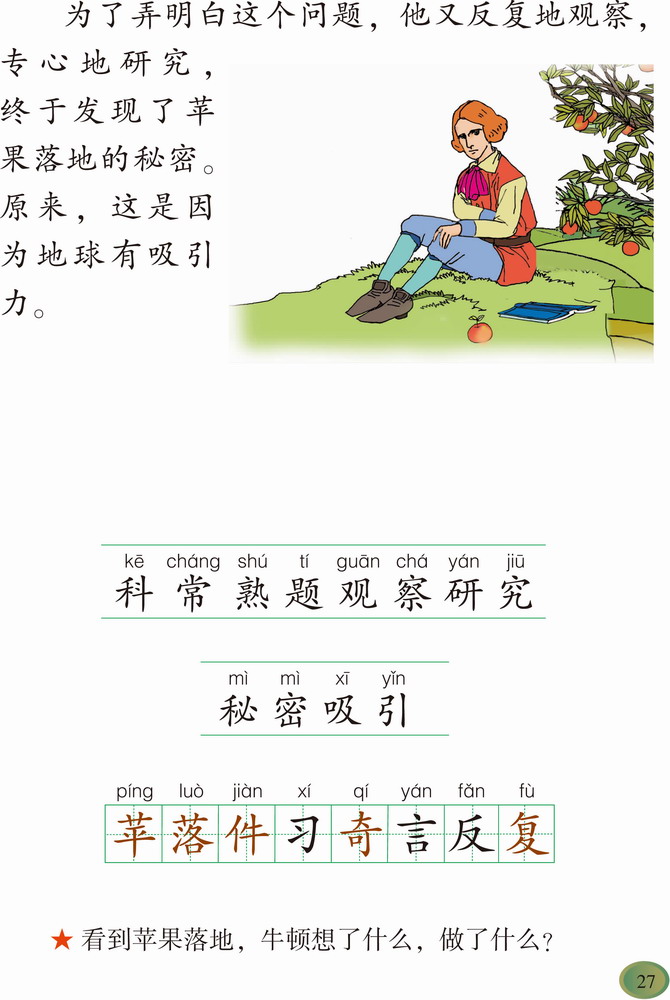 为了弄明白这个问题，他又反复地观察，
专心地研究，
终于发现了苹
果落地的秘密。
原来，这是因
为地球有吸引
力。
kē cháng shú tí guān chá yán jiū
科 常 熟 题 观 察 研 究
mì mì xī yǐn
秘 密 吸 引
píng luò jiàn xí qí yán fǎn fù
苹 落 件 习 奇 言 反 复
★ 看到苹果落地，牛顿想了什么，做了什么？
27